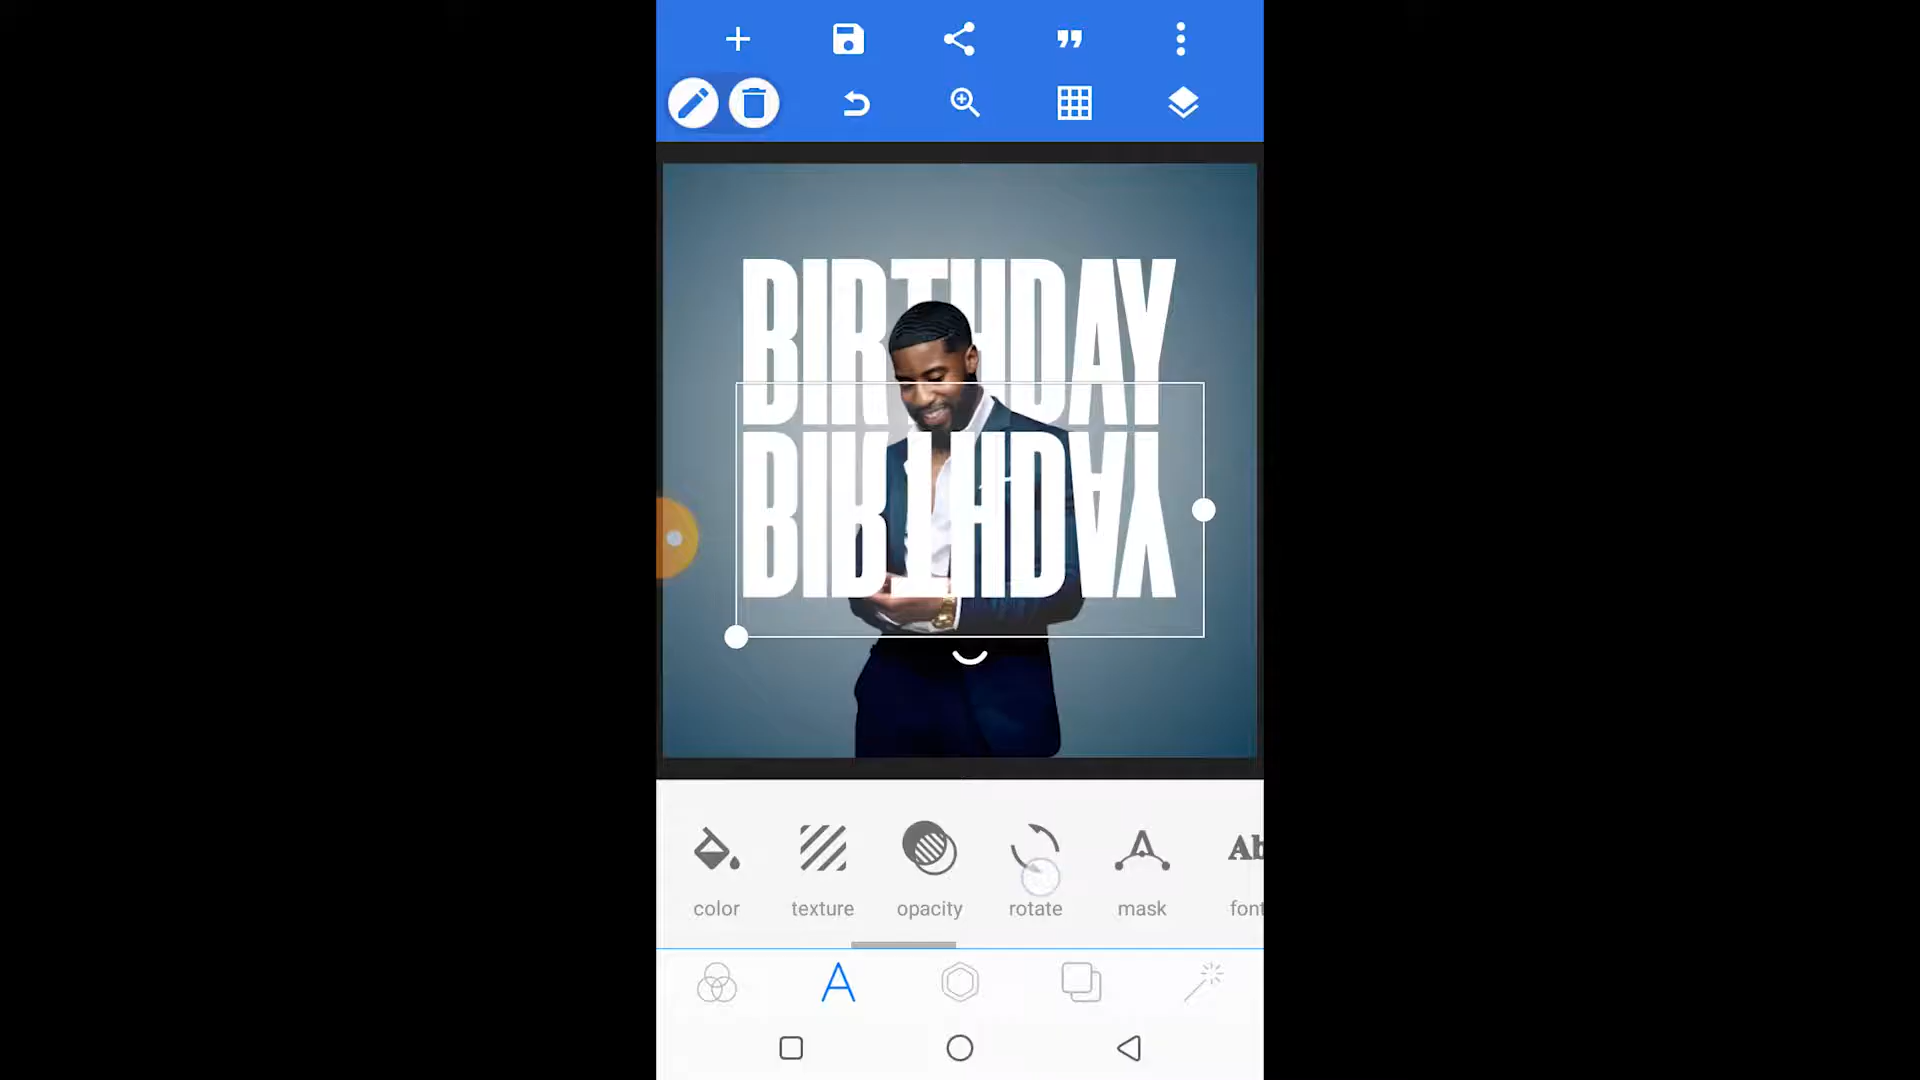 BIRTHDAY
BIRTHDAY
color
texture
opacity
rotate
mask
font